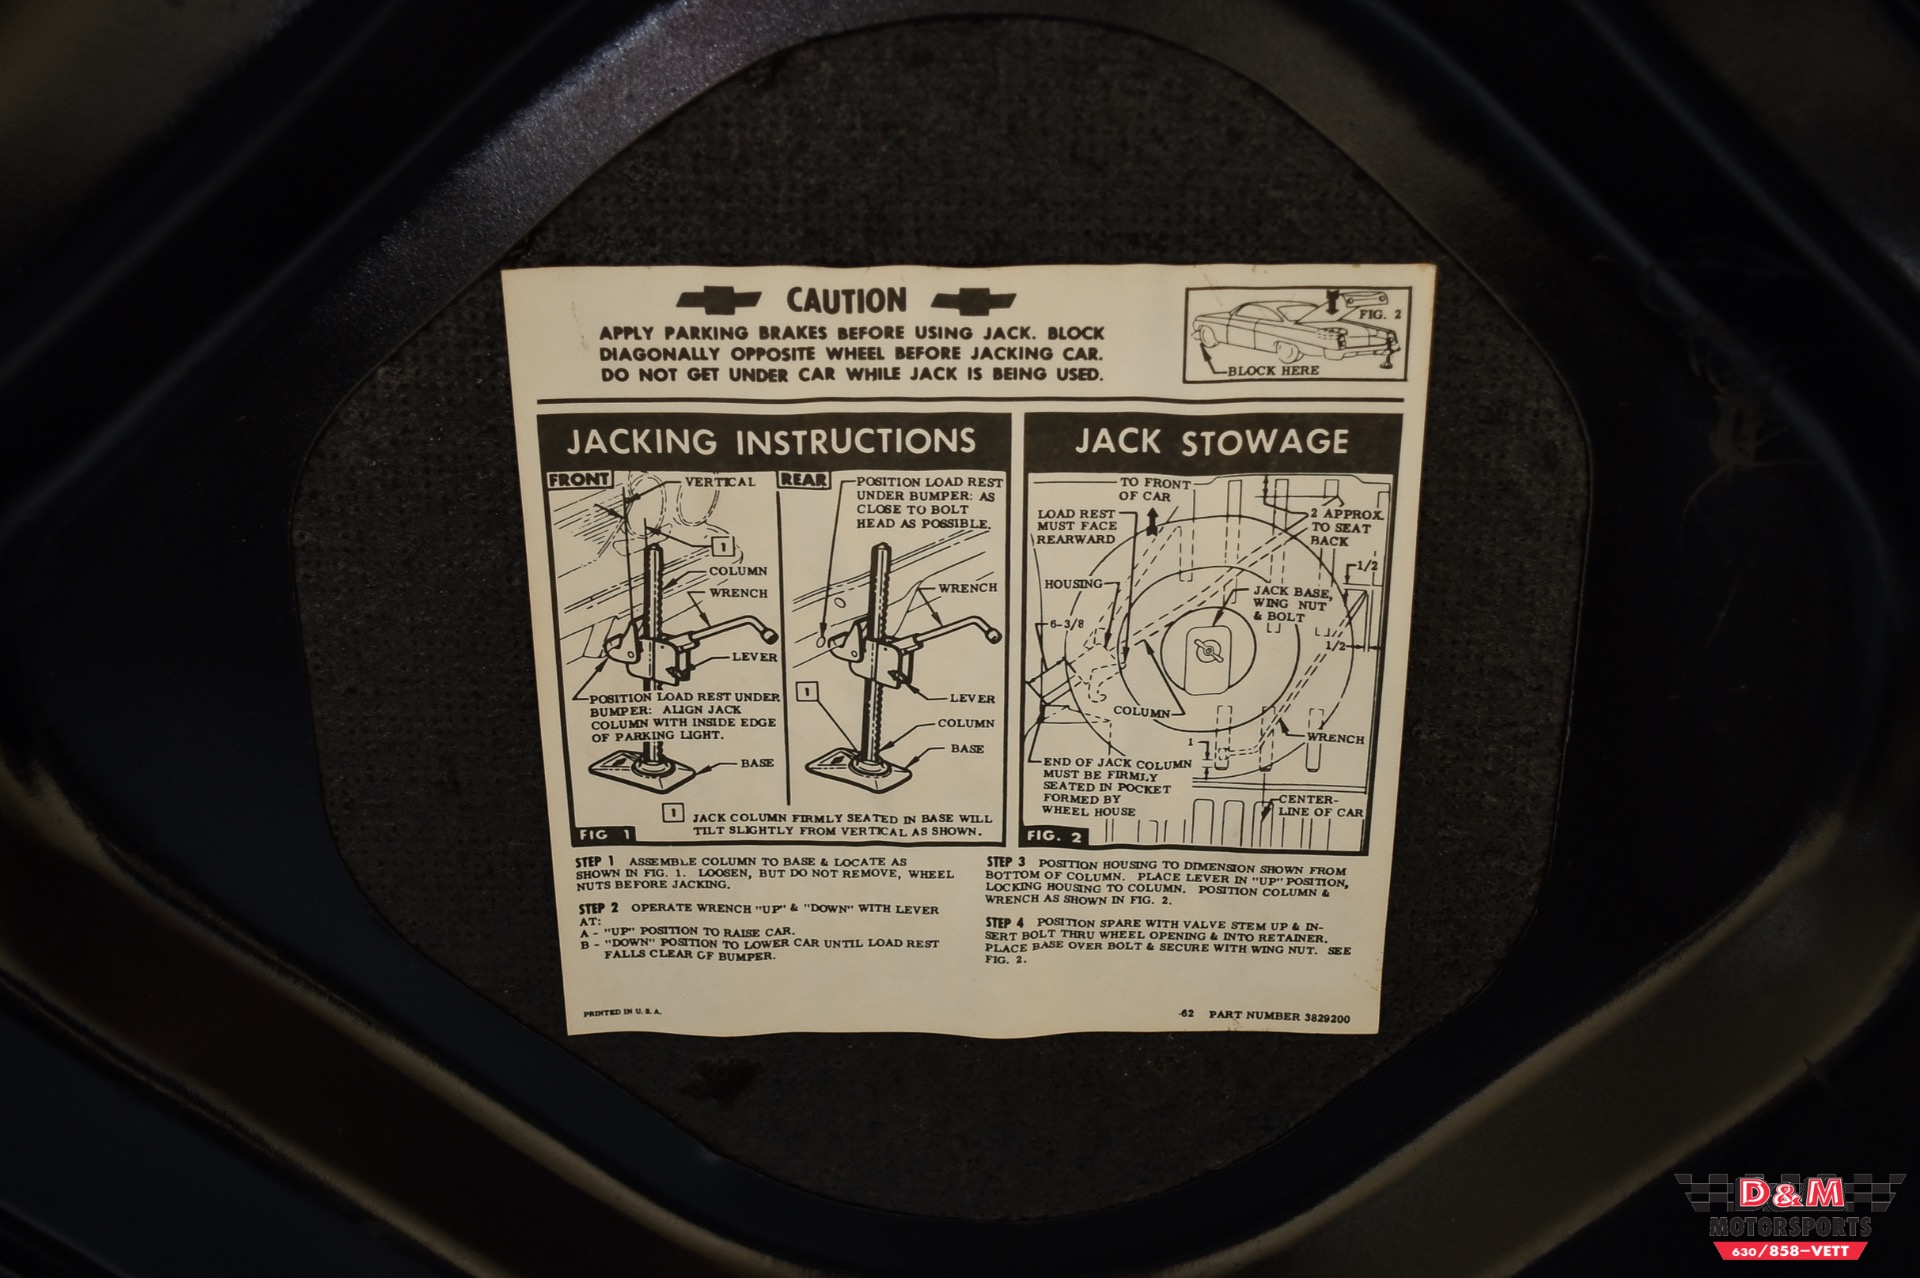 CAUTION
APPLY PARKING BRAKES BEFORE USING JACK. BLOCK
DIAGONALLY OPPOSITE WHEEL BEFORE JACKING CAR.
DO NOT GET UNDER CAR WHILE JACK IS BEING USED.
FIG. 2
BLOCK HERE
JACKING INSTRUCTIONS
FRONT
VERTICAL
1
COLUMN
WRENCH
LEVER
POSITION LOAD REST UNDER
BUMPER: ALIGN JACK
COLUMN WITH INSIDE EDGE
OF PARKING LIGHT.
BASE
REAR
POSITION LOAD REST
UNDER BUMPER: AS
CLOSE TO BOLT
HEAD AS POSSIBLE.
WRENCH
1
LEVER
COLUMN
BASE
1 JACK COLUMN FIRMLY SEATED IN BASE WILL
TILT SLIGHTLY FROM VERTICAL AS SHOWN.
FIG 1
JACK STOWAGE
TO FRONT
OF CAR
LOAD REST
MUST FACE
REARWARD
2 APPROX.
TO SEAT
BACK
1/2
HOUSING
JACK BASE,
WING NUT
& BOLT
6-3/8
1/2
COLUMN
WRENCH
1
END OF JACK COLUMN
MUST BE FIRMLY
SEATED IN POCKET
FORMED BY
WHEEL HOUSE
CENTER-
LINE OF CAR
FIG. 2
STEP 1 ASSEMBLE COLUMN TO BASE & LOCATE AS
SHOWN IN FIG. 1. LOOSEN, BUT DO NOT REMOVE, WHEEL
NUTS BEFORE JACKING.
STEP 2 OPERATE WRENCH "UP" & "DOWN" WITH LEVER
AT:
A - "UP" POSITION TO RAISE CAR.
B - "DOWN" POSITION TO LOWER CAR UNTIL LOAD REST
FALLS CLEAR OF BUMPER.
STEP 3 POSITION HOUSING TO DIMENSION SHOWN FROM
BOTTOM OF COLUMN. PLACE LEVER IN "UP" POSITION,
LOCKING HOUSING TO COLUMN. POSITION COLUMN &
WRENCH AS SHOWN IN FIG. 2.
STEP 4 POSITION SPARE WITH VALVE STEM UP & IN-
SERT BOLT THRU WHEEL OPENING & INTO RETAINER.
PLACE BASE OVER BOLT & SECURE WITH WING NUT. SEE
FIG. 2.
PRINTED IN U.S.A.
-62 PART NUMBER 3829200
D&M
MOTORSPORTS
630/858-VETT